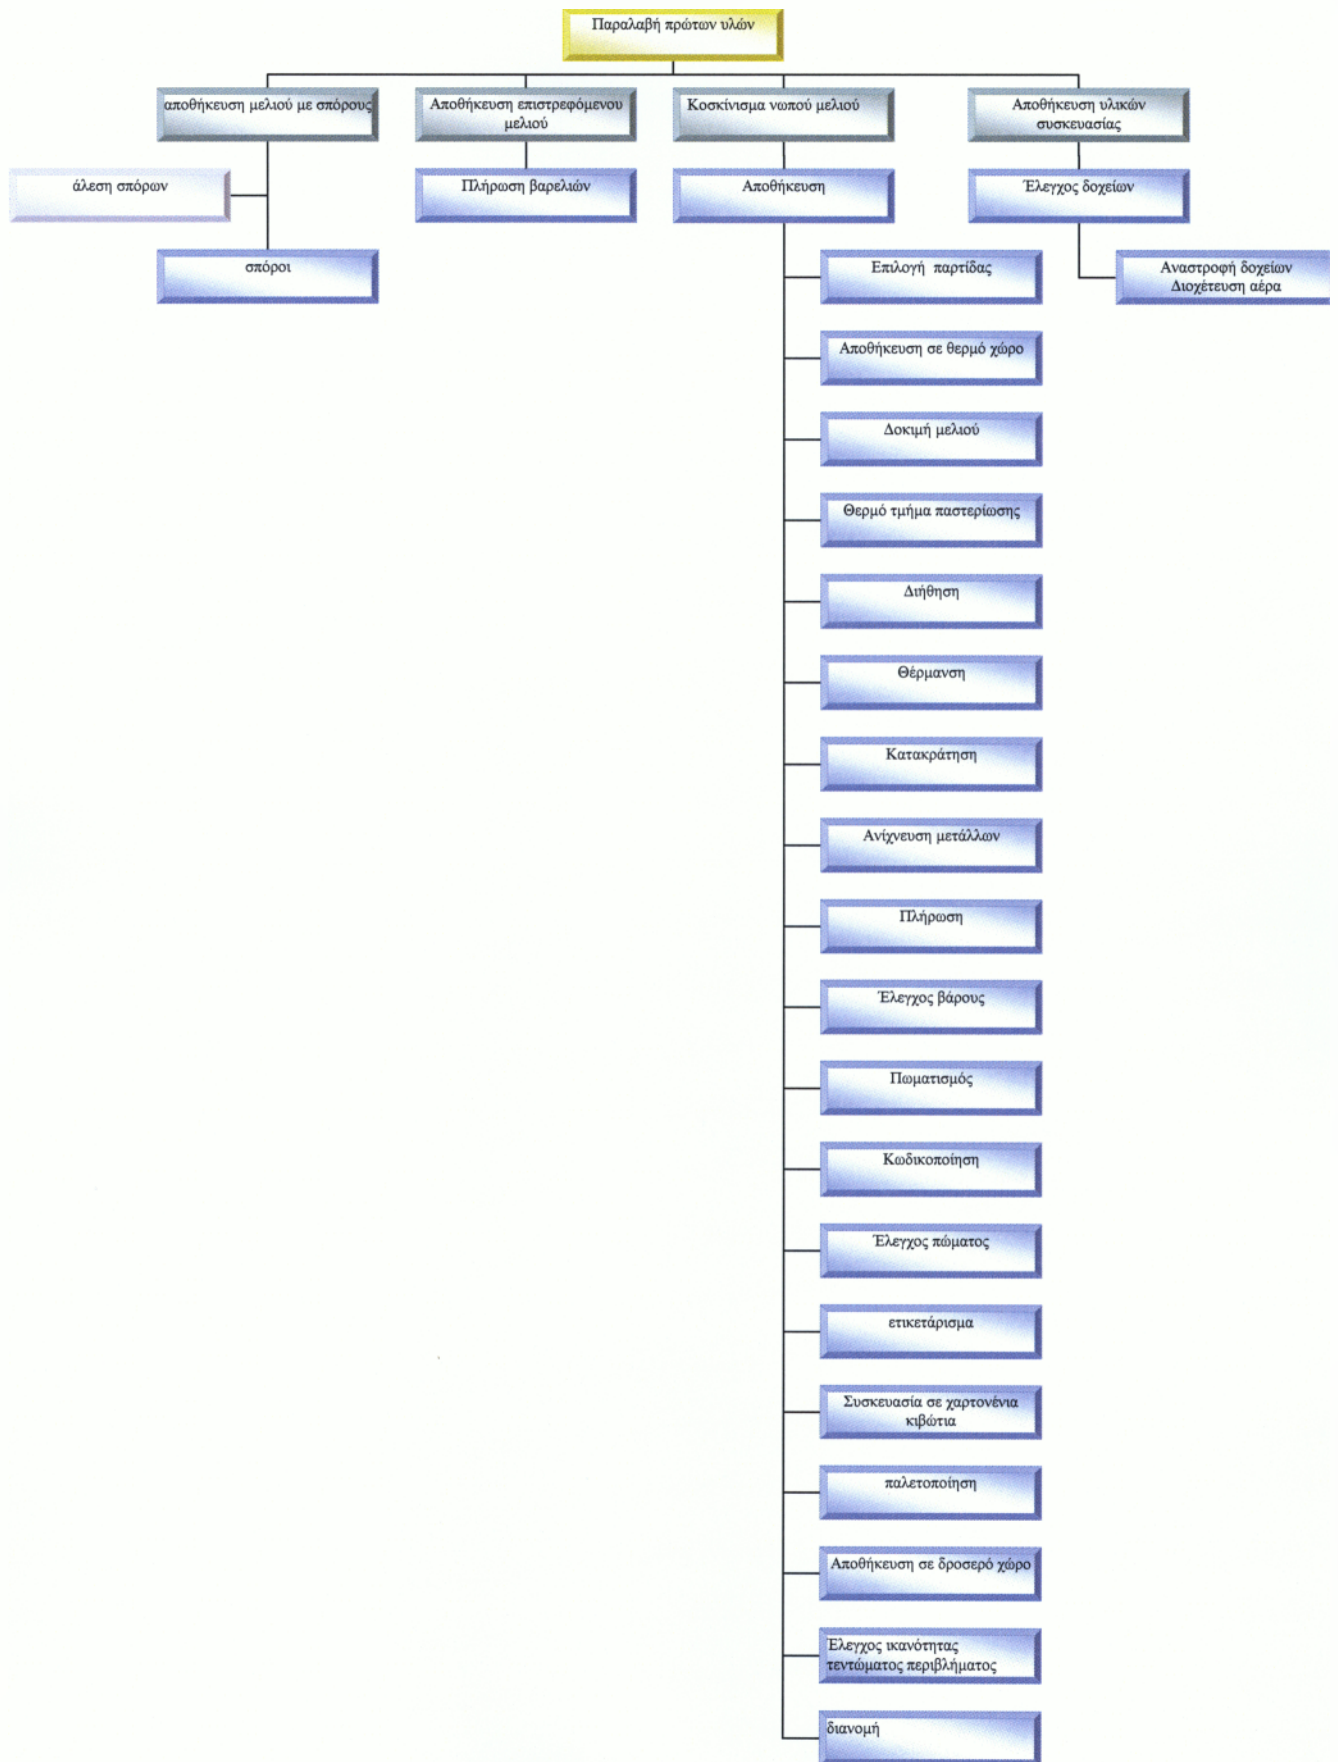 Παραλαβή πρώτων υλών
αποθήκευση μελιού με σπόρους
Αποθήκευση επιστρεφόμενου
μελιού
Κοσκίνισμα νωπού μελιού
Αποθήκευση υλικών
συσκευασίας
άλεση σπόρων
Πλήρωση βαρελιών
Αποθήκευση
Έλεγχος δοχείων
σπόροι
Επιλογή παρτίδας
Αναστροφή δοχείων
Διοχέτευση αέρα
Αποθήκευση σε θερμό χώρο
Δοκιμή μελιού
Θερμό τμήμα παστερίωσης
Διήθηση
Θέρμανση
Κατακράτηση
Ανίχνευση μετάλλων
Πλήρωση
Έλεγχος βάρους
Πωματισμός
Κωδικοποίηση
Έλεγχος πώματος
ετικετάρισμα
Συσκευασία σε χαρτονένια
κιβώτια
παλετοποίηση
Αποθήκευση σε δροσερό χώρο
Έλεγχος ικανότητας
τεντώματος περιβλήματος
διανομή